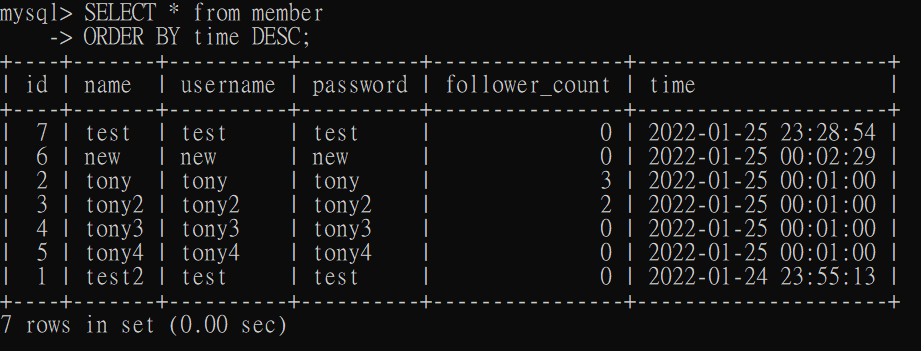 mysql> SELECT * from member
    -> ORDER BY time DESC;
+----+-------+----------+----------+----------------+---------------------+
| id | name  | username | password | follower_count | time                |
+----+-------+----------+----------+----------------+---------------------+
|  7 | test  | test     | test     |              0 | 2022-01-25 23:28:54 |
|  6 | new   | new      | new      |              0 | 2022-01-25 00:02:29 |
|  2 | tony  | tony     | tony     |              3 | 2022-01-25 00:01:00 |
|  3 | tony2 | tony2    | tony2    |              2 | 2022-01-25 00:01:00 |
|  4 | tony3 | tony3    | tony3    |              0 | 2022-01-25 00:01:00 |
|  5 | tony4 | tony4    | tony4    |              0 | 2022-01-25 00:01:00 |
|  1 | test2 | test     | test     |              0 | 2022-01-24 23:55:13 |
+----+-------+----------+----------+----------------+---------------------+
7 rows in set (0.00 sec)